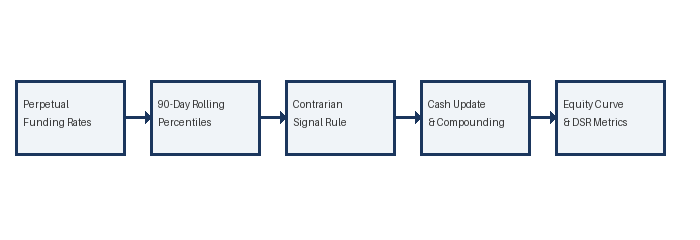 Perpetual
Funding Rates
90-Day Rolling
Percentiles
Contrarian
Signal Rule
Cash Update
& Compounding
Equity Curve
& DSR Metrics